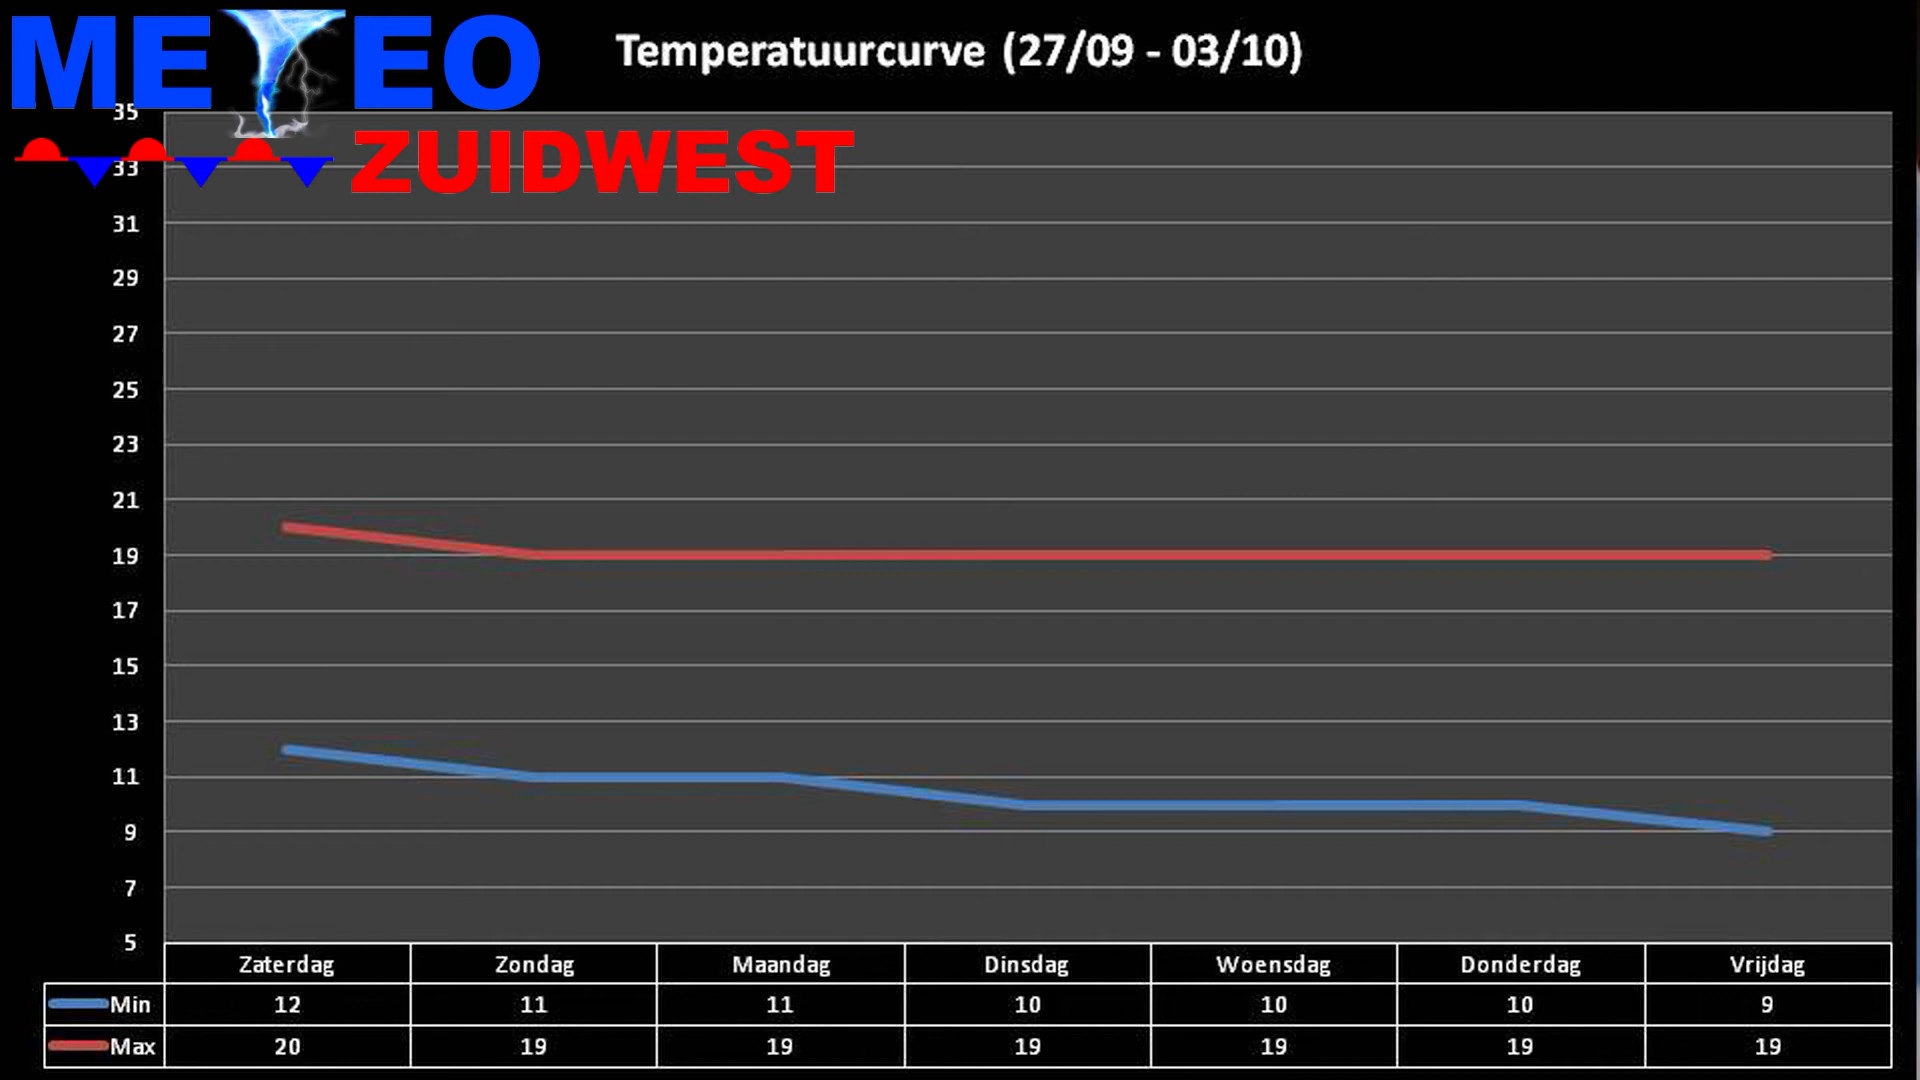 METEO
ZUIDWEST
Temperatuurcurve (27/09 - 03/10)
35
33
31
29
27
25
23
21
19
17
15
13
11
9
7
5
Zaterdag Zondag Maandag Dinsdag Woensdag Donderdag Vrijdag
Min 12 11 11 10 10 10 9
Max 20 19 19 19 19 19 19